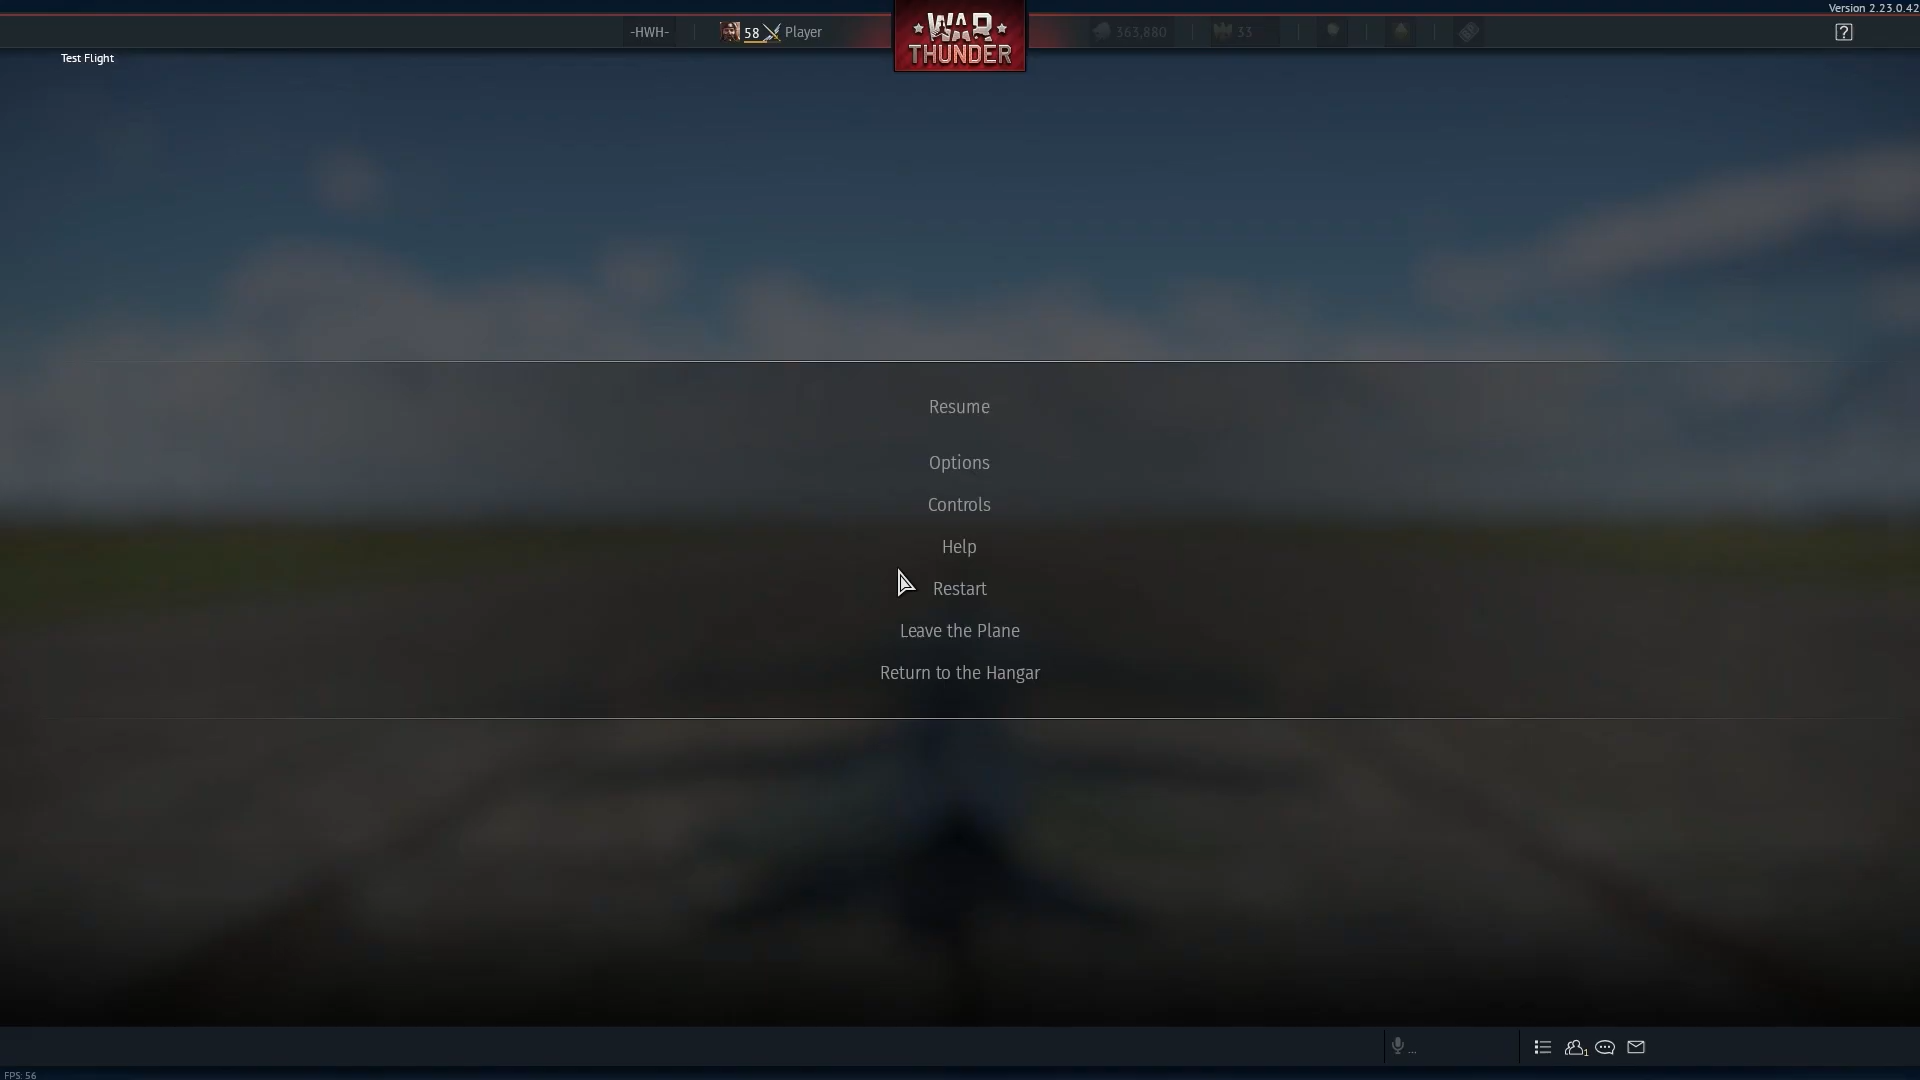 Version 2.23.0.42
-HWH-
58 Player
WAR THUNDER
363,880
33
?
Test Flight
Resume
Options
Controls
Help
Restart
Leave the Plane
Return to the Hangar
...
1
FPS: 56